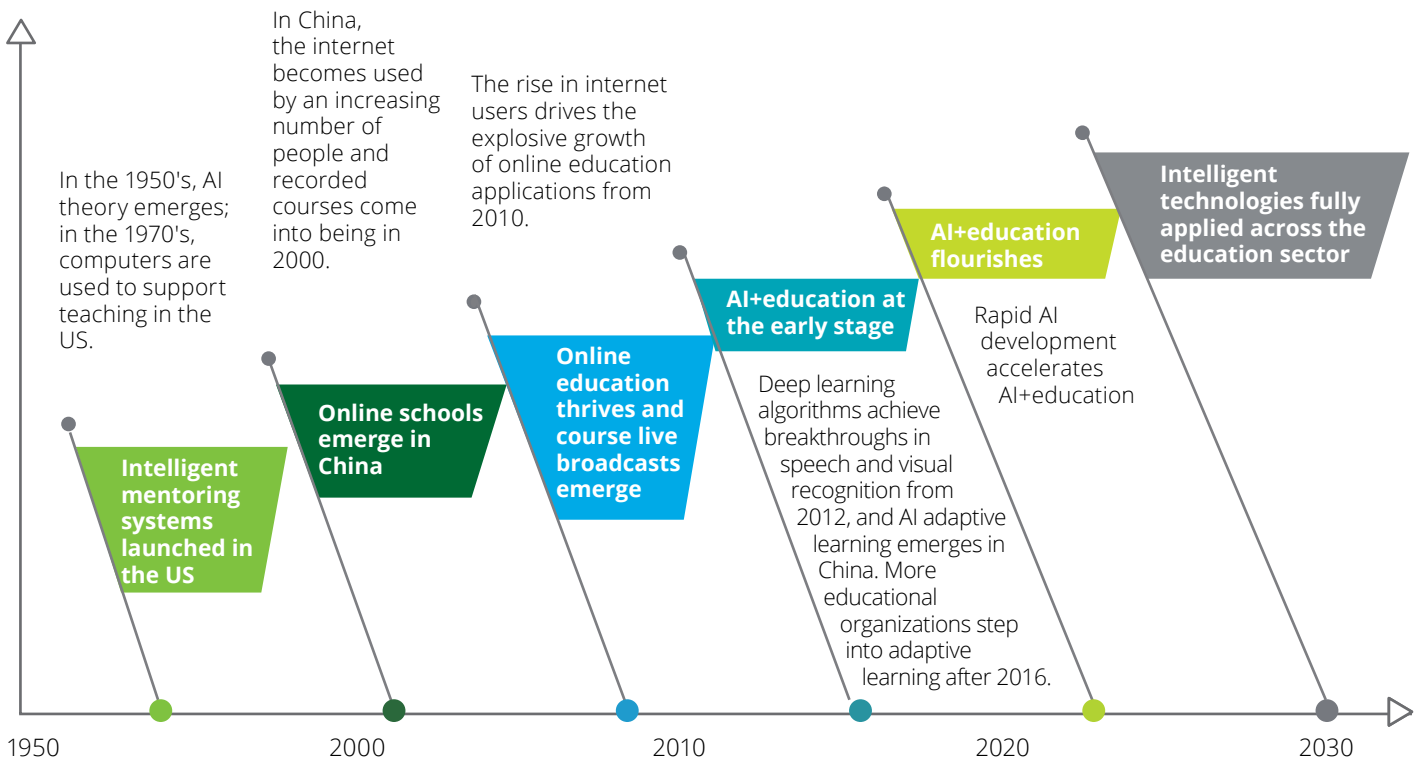 In the 1950's, AI
theory emerges;
in the 1970's,
computers are
used to support
teaching in the
US.
Intelligent
mentoring
systems
launched in
the US
In China,
the internet
becomes used
by an increasing
number of
people and
recorded
courses come
into being in
2000.
Online schools
emerge in
China
The rise in internet
users drives the
explosive growth
of online education
applications from
2010.
Online
education
thrives and
course live
broadcasts
emerge
AI+education at
the early stage
Deep learning
algorithms achieve
breakthroughs in
speech and visual
recognition from
2012, and AI adaptive
learning emerges in
China. More
educational
organizations step
into adaptive
learning after 2016.
AI+education
flourishes
Rapid AI
development
accelerates
AI+education
Intelligent
technologies fully
applied across the
education sector
1950
2000
2010
2020
2030